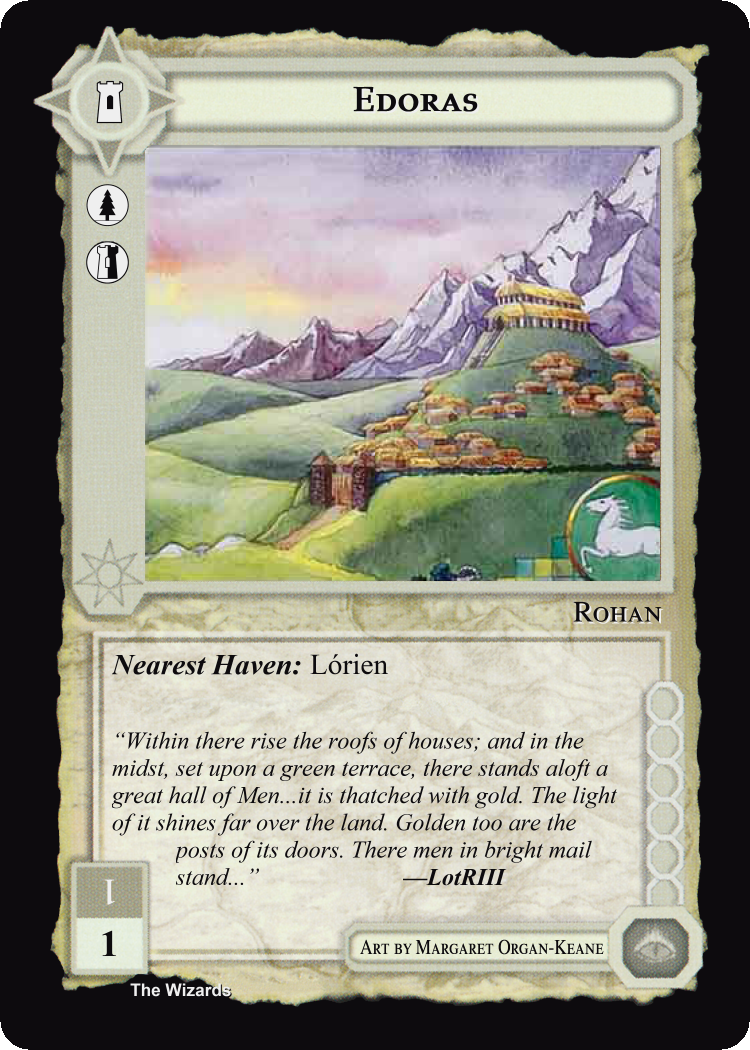 Edoras
Rohan
Nearest Haven: Lórien
“Within there rise the roofs of houses; and in the
midst, set upon a green terrace, there stands aloft a
great hall of Men...it is thatched with gold. The light
of it shines far over the land. Golden too are the
posts of its doors. There men in bright mail
stand...” —LotRIII
1
1
Art by Margaret Organ-Keane
The Wizards